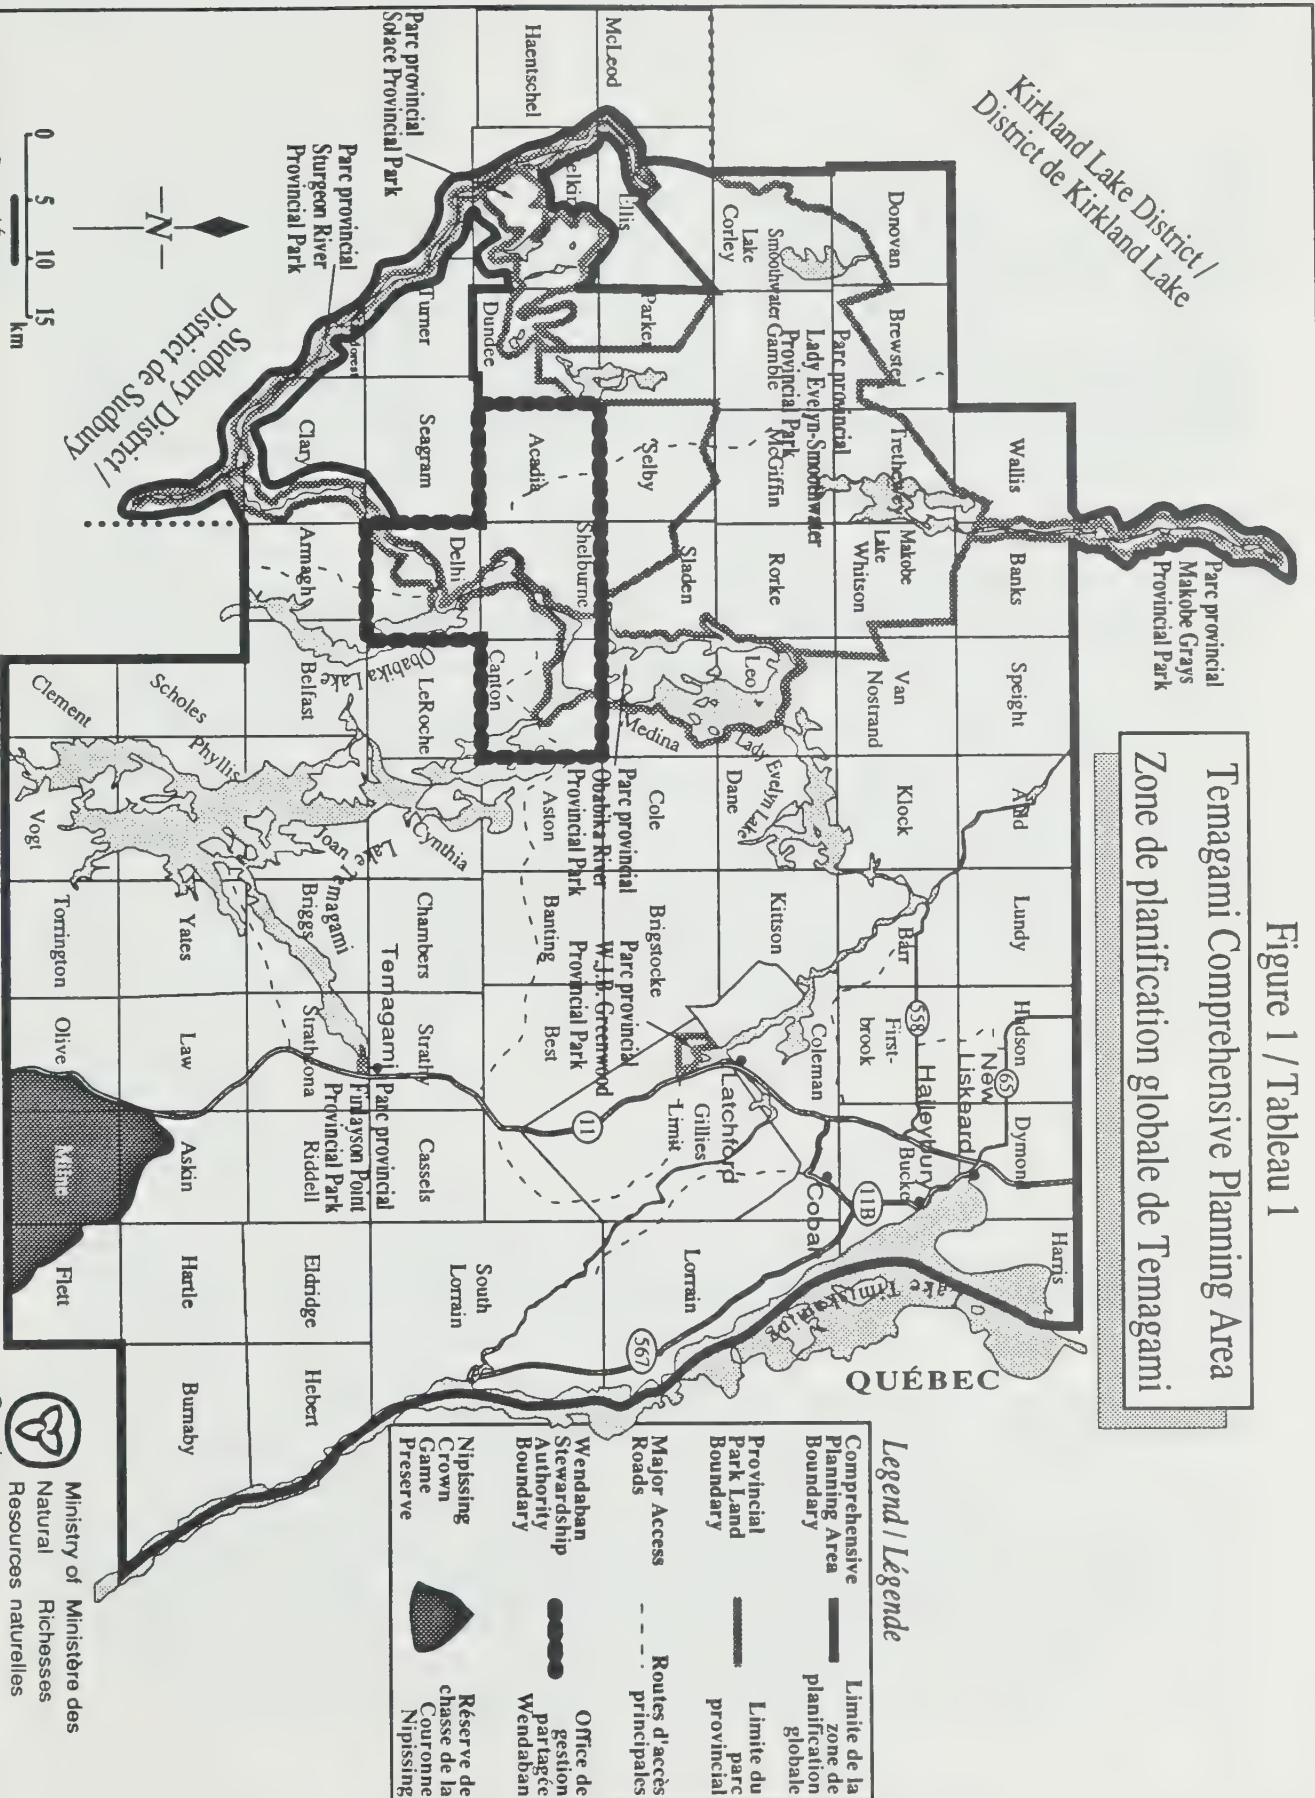 Figure 1 / Tableau 1
Temagami Comprehensive Planning Area
Zone de planification globale de Temagami
Kirkland Lake District /
District de Kirkland Lake
Parc provincial
Makobe Grays
Provincial Park
QUÉBEC
Wallis
Banks
Speight
Auld
Lundy
Hudson
Dymond
Harris
65
New
Liskeard
Donovan
Brewster
Trethewey
Makobe
Lake
Whitson
Van
Nostrand
Klock
Barr
558
First-
brook
Haileybury
Bucke
11B
Lake Timiskaming
Smoothwater
Lake
Corley
Parc provincial
Lady Evelyn-Smoothwater
Provincial Park
Gamble
McGiffin
Rorke
Leo
Lady Evelyn Lake
Dane
Kittson
Coleman
Cobalt
McLeod
Ellis
Parker
Selby
Sladen
Medina
Cole
Brigstocke
Latchford
Gillies
Limit
Lorrain
Parc provincial
Obabika River
Provincial Park
Parc provincial
W.J.B. Greenwood
Provincial Park
11
567
Haentschel
Dundee
Acadia
Shelburne
Canton
Aston
Banting
Best
South
Lorrain
Parc provincial
Solace Provincial Park
Turner
Seagram
Delhi
Obabika Lake
LeRoche
Cynthia
Chambers
Strathy
Cassels
Temagami
Parc provincial
Sturgeon River
Provincial Park
Clary
Armagh
Belfast
Joan
Lake Temagami
Briggs
Strathcona
Parc provincial
Finlayson Point
Provincial Park
Riddell
Eldridge
Hebert
Sudbury District /
District de Sudbury
Scholes
Phyllis
Yates
Law
Askin
Hartle
Burnaby
Clement
Vogt
Torrington
Olive
Milne
Flett
N
0 5 10 15
km
Legend / Légende
Comprehensive
Planning Area
Boundary
Limite de la
zone de
planification
globale
Provincial
Park Land
Boundary
Limite du
parc
provincial
Major Access
Roads
Routes d'accès
principales
Wendaban
Stewardship
Authority
Boundary
Office de
gestion
partagée
Wendaban
Nipissing
Crown
Game
Preserve
Réserve de
chasse de la
Couronne
Nipissing
Ministry of Ministère des
Natural Richesses
Resources naturelles